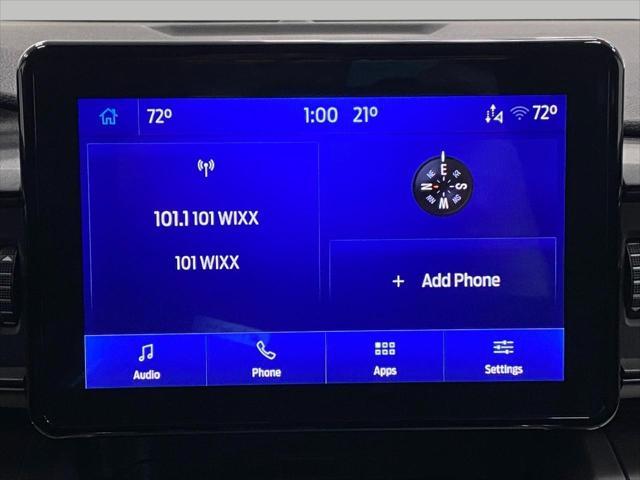 72º 1:00 21º 72º
101.1 101 WIXX
101 WIXX
E
N S
W
+ Add Phone
Audio Phone Apps Settings